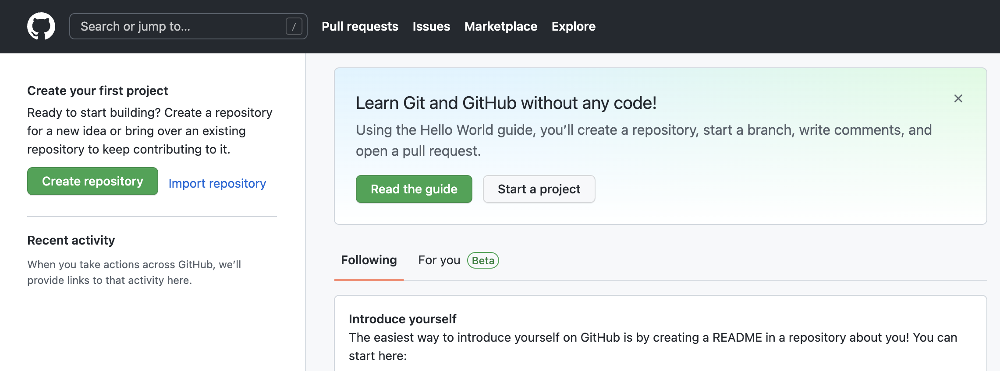 Search or jump to...
/
Pull requests
Issues
Marketplace
Explore
Create your first project
Ready to start building? Create a repository
for a new idea or bring over an existing
repository to keep contributing to it.
Create repository
Import repository
Recent activity
When you take actions across GitHub, we’ll
provide links to that activity here.
Learn Git and GitHub without any code!
Using the Hello World guide, you’ll create a repository, start a branch, write comments, and
open a pull request.
Read the guide
Start a project
Following
For you
Beta
Introduce yourself
The easiest way to introduce yourself on GitHub is by creating a README in a repository about you! You can
start here: